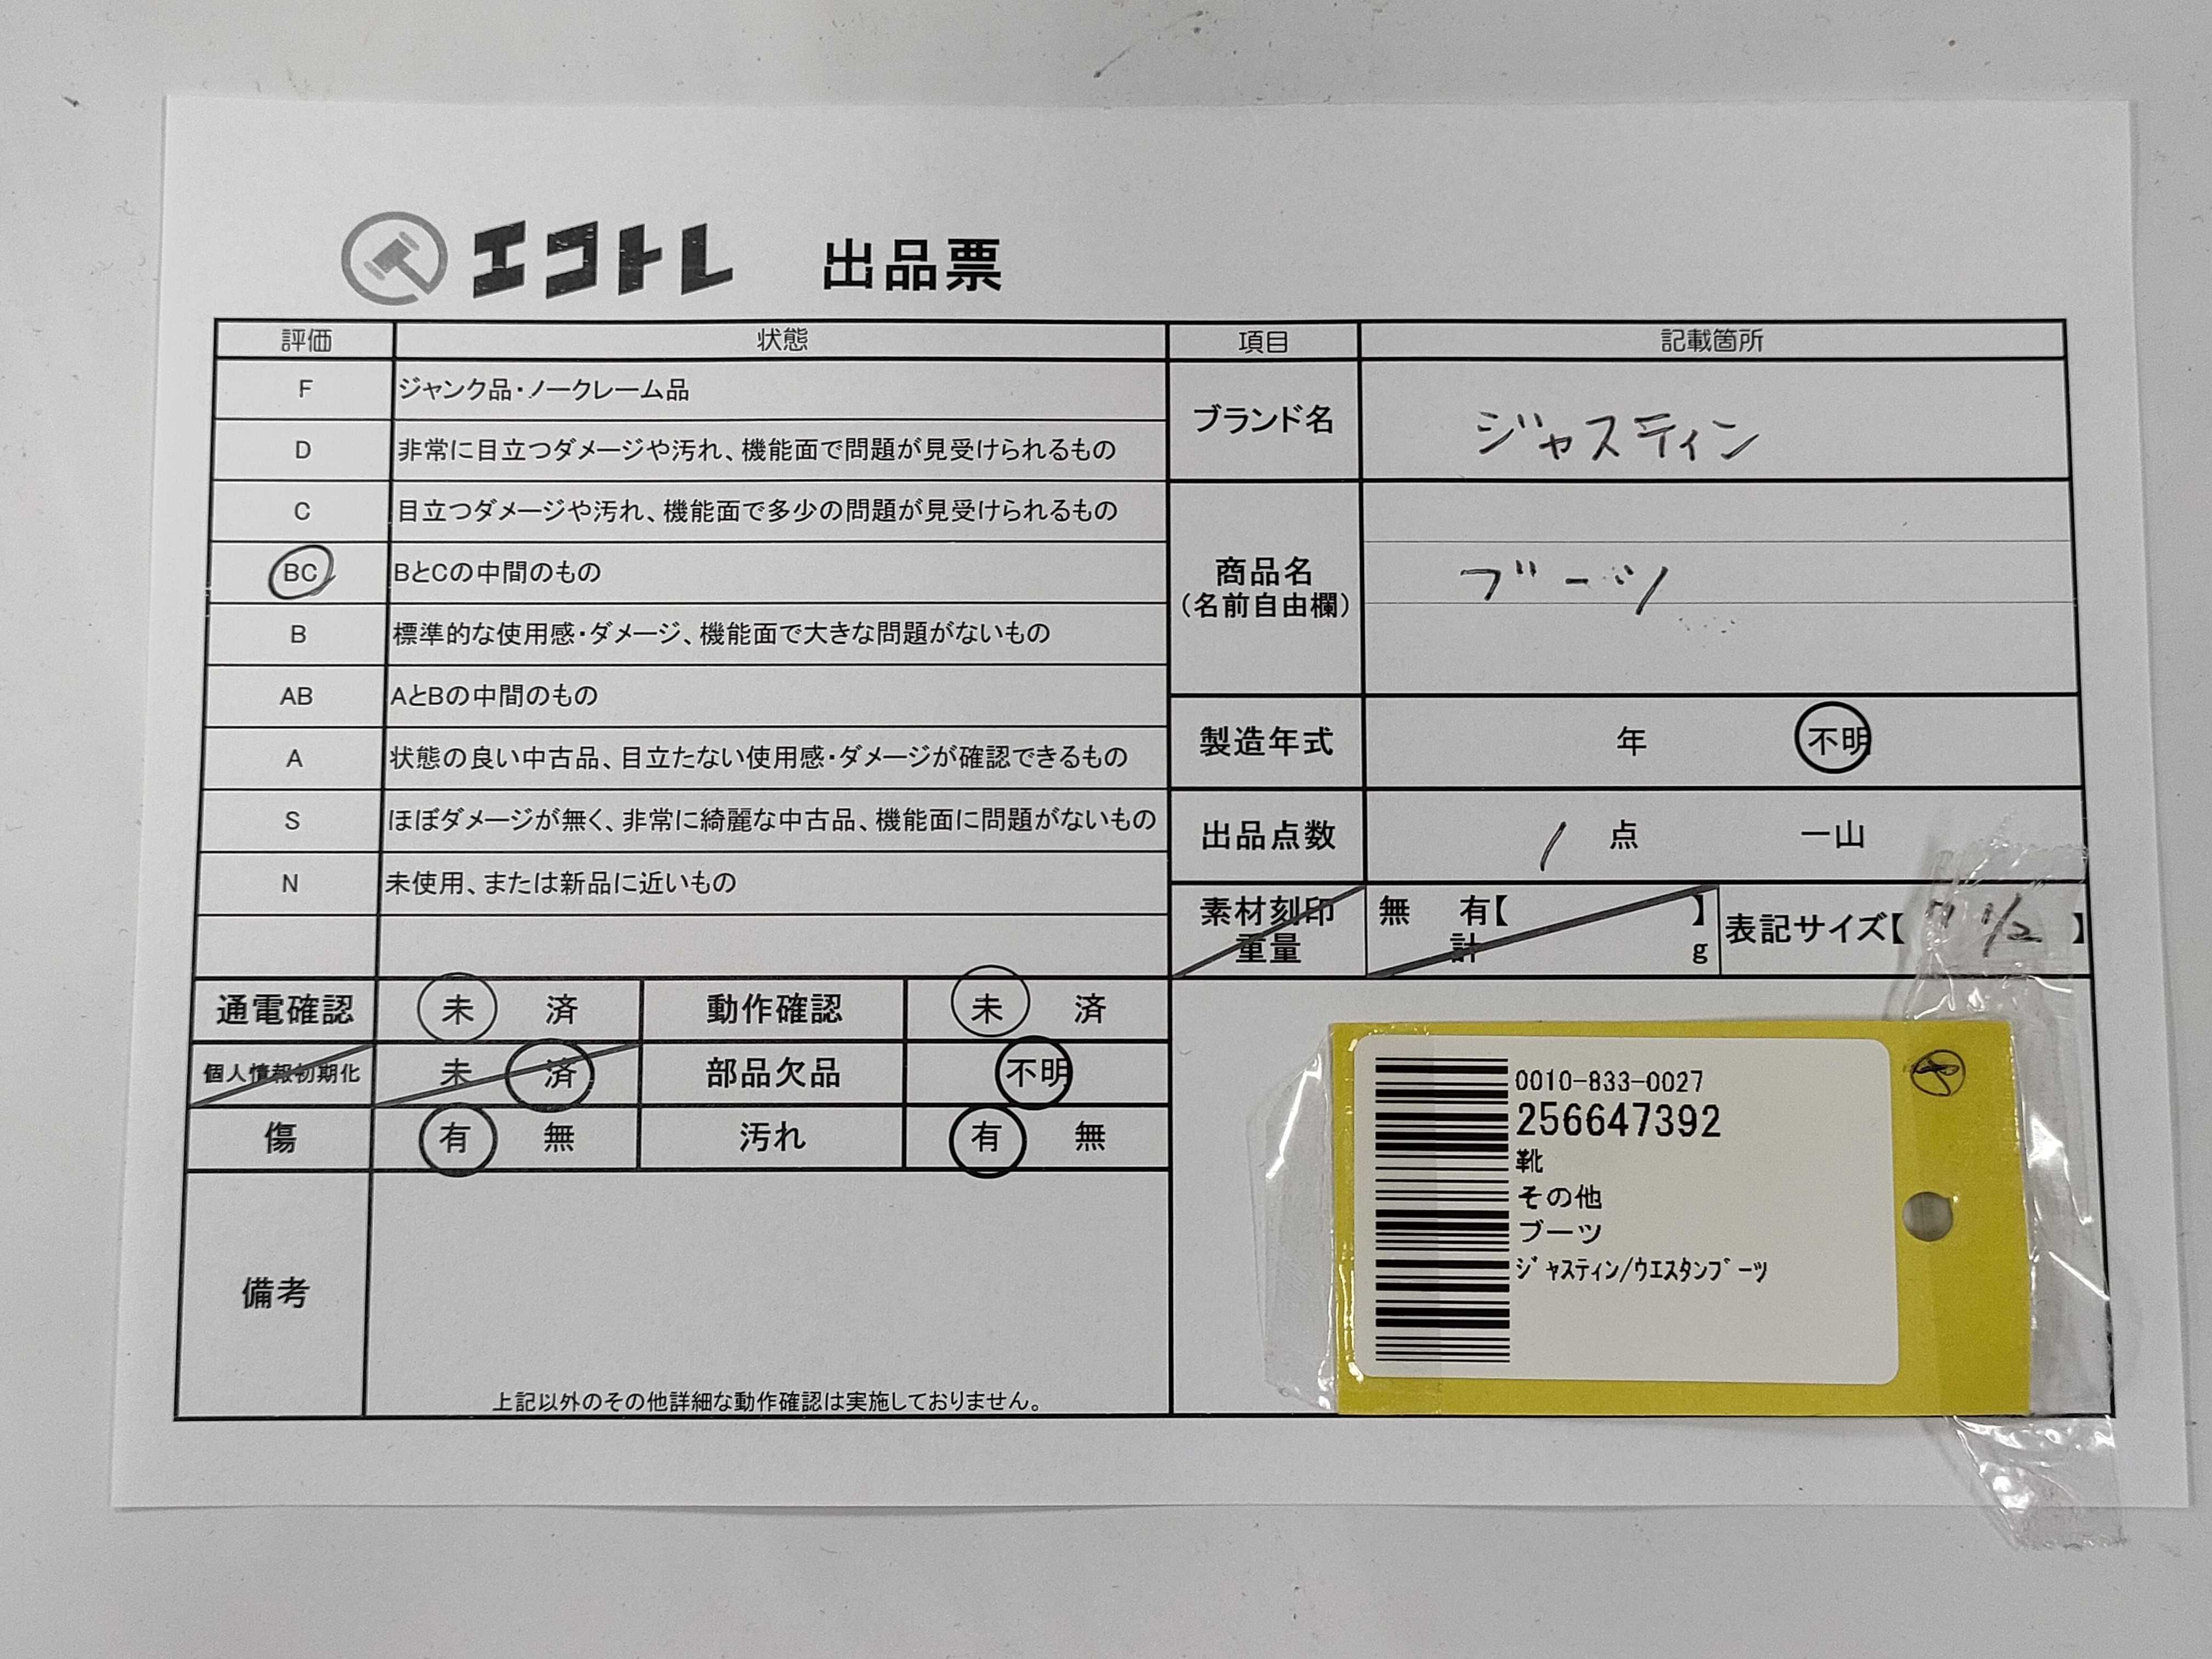 エコトレ 出品票
評価 状態 項目 記載箇所
F ジャンク品・ノークレーム品
D 非常に目立つダメージや汚れ、機能面で問題が見受けられるもの
C 目立つダメージや汚れ、機能面で多少の問題が見受けられるもの
BC BとCの中間のもの
B 標準的な使用感・ダメージ、機能面で大きな問題がないもの
AB AとBの中間のもの
A 状態の良い中古品、目立たない使用感・ダメージが確認できるもの
S ほぼダメージが無く、非常に綺麗な中古品、機能面に問題がないもの
N 未使用、または新品に近いもの
ブランド名 ジャスティン
商品名
(名前自由欄)
ブーツ
製造年式 年 不明
出品点数 1 点 一山
素材刻印 無 有【 】
重量 計 g
表記サイズ【 7 1/2 】
通電確認 未 済 動作確認 未 済
個人情報初期化 未 済 部品欠品 不明
傷 有 無 汚れ 有 無
備考
上記以外のその他詳細な動作確認は実施しておりません。
0010-833-0027
256647392
靴
その他
ブーツ
ｼﾞｬｽティン/ｳｴｽﾀﾝﾌﾞｰﾂ